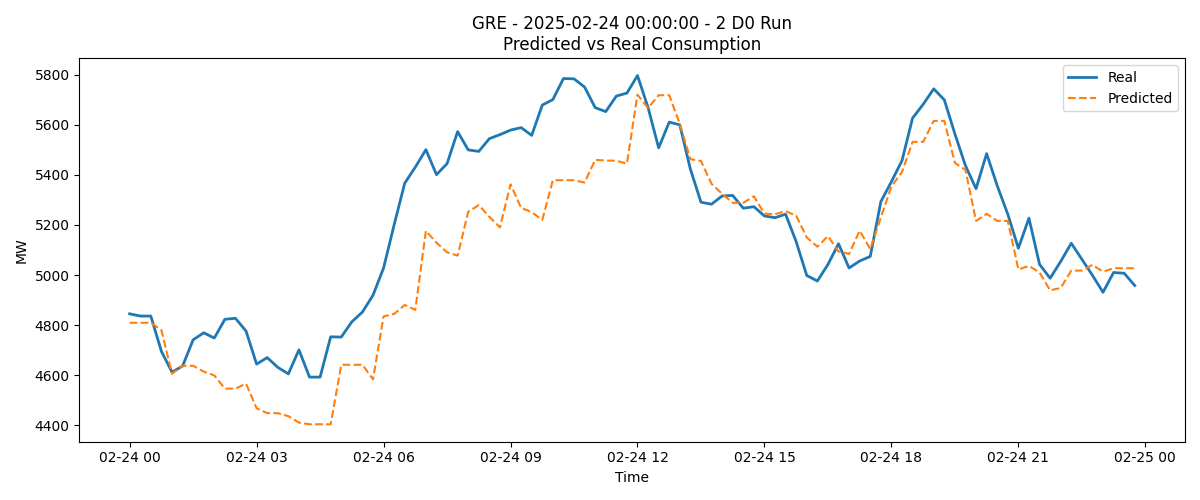 GRE - 2025-02-24 00:00:00 - 2 D0 Run
Predicted vs Real Consumption
Real
Predicted
MW
5800
5600
5400
5200
5000
4800
4600
4400
02-24 00
02-24 03
02-24 06
02-24 09
02-24 12
02-24 15
02-24 18
02-24 21
02-25 00
Time